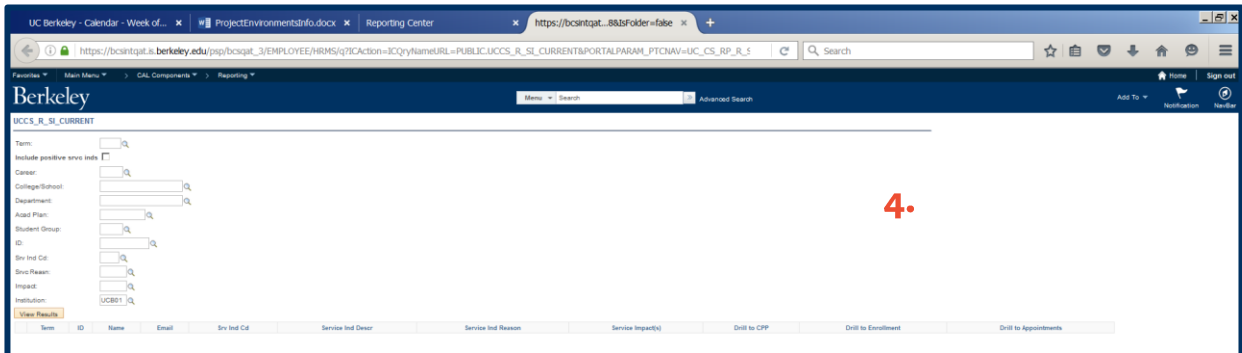 UC Berkeley - Calendar - Week of... × ProjectEnvironmentsInfo.docx × Reporting Center × https://bcsintqat...8&IsFolder=false × +
https://bcsintqat.is.berkeley.edu/psp/bcsqat_3/EMPLOYEE/HRMS/q?ICAction=ICQryNameURL=PUBLIC.UCCS_R_SI_CURRENT&PORTALPARAM_PTCNAV=UC_CS_RP_R_S Search
Favorites Main Menu > CAL Components > Reporting Home Sign out
Berkeley Menu Search Advanced Search Add To Notification NavBar
UCCS_R_SI_CURRENT
Term:
Include positive srvc inds
Career:
College/School:
Department:
Acad Plan:
Student Group:
ID:
Srv Ind Cd:
Srvc Reasn:
Impact:
Institution: UCB01
4.
View Results
Term ID Name Email Srv Ind Cd Service Ind Descr Service Ind Reason Service Impact(s) Drill to CPP Drill to Enrollment Drill to Appointments